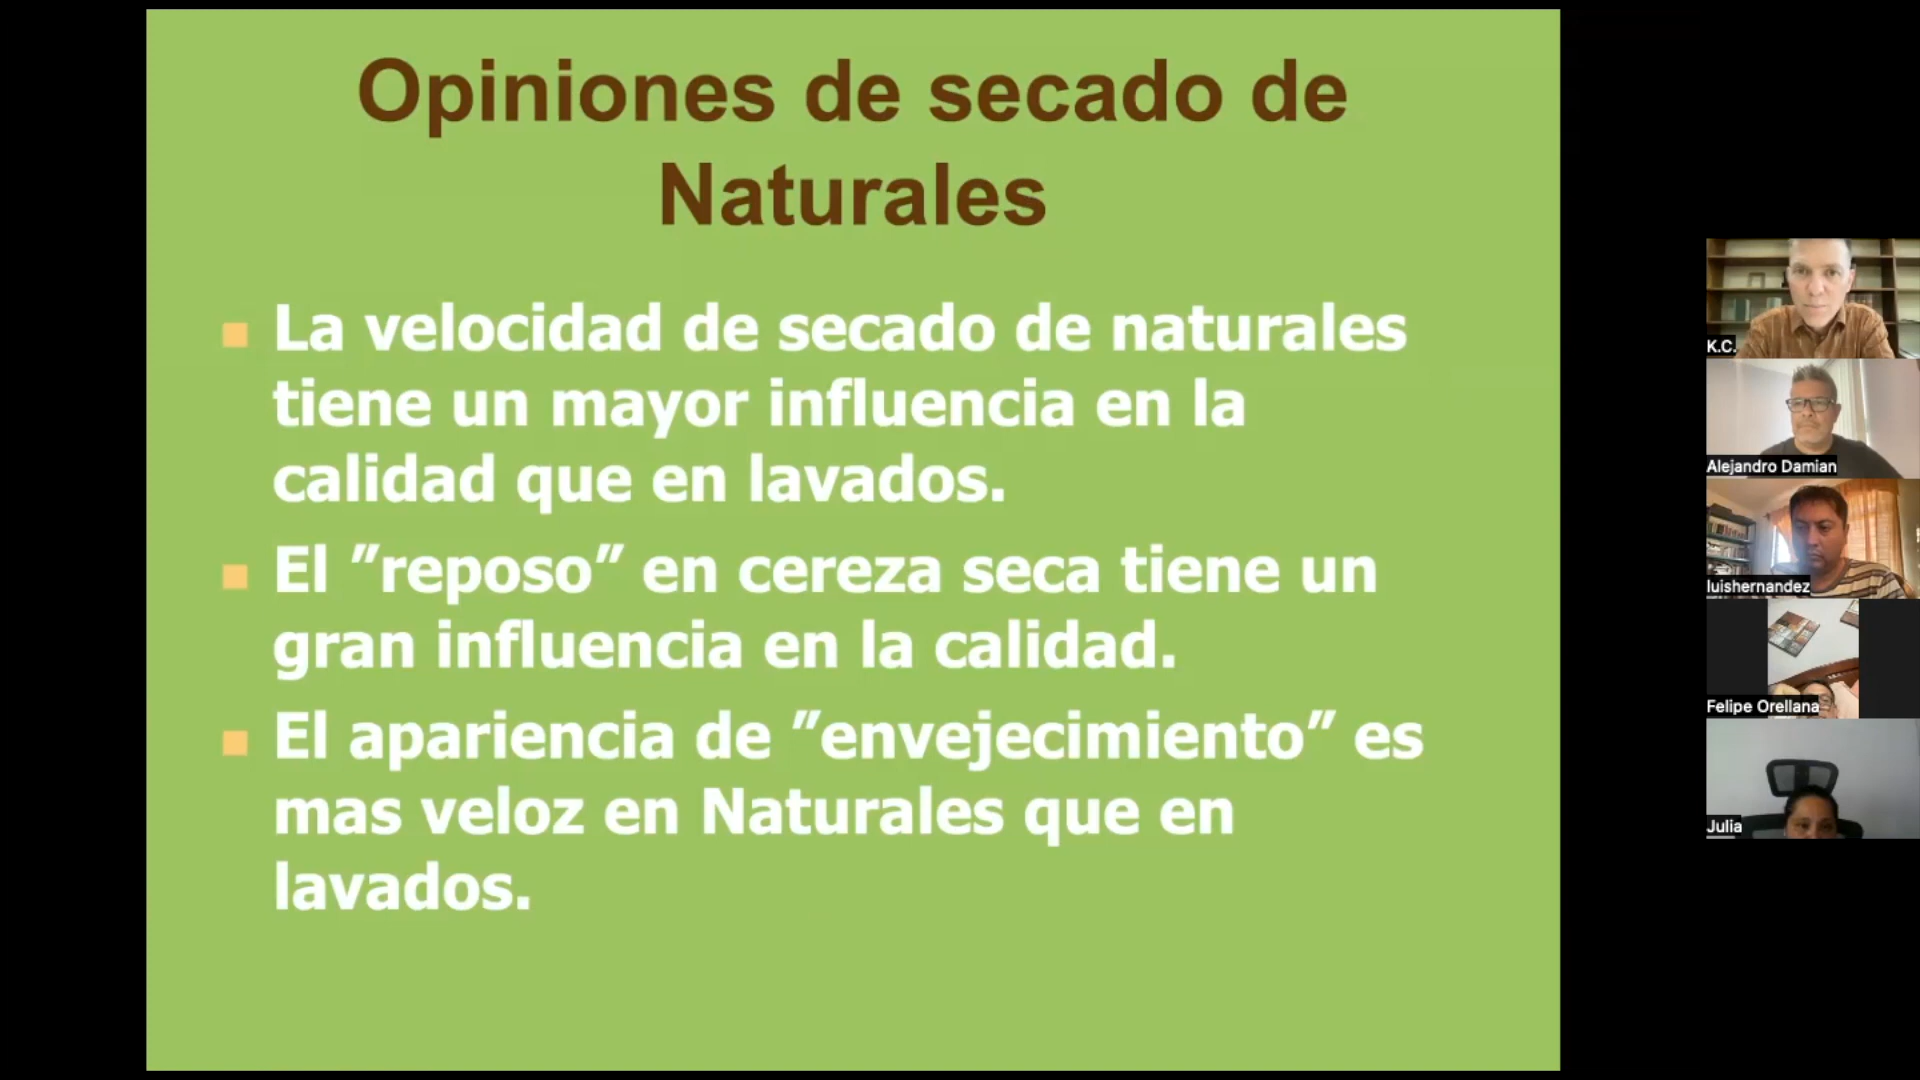 Opiniones de secado de
Naturales
La velocidad de secado de naturales
tiene un mayor influencia en la
calidad que en lavados.
El ”reposo” en cereza seca tiene un
gran influencia en la calidad.
El apariencia de ”envejecimiento” es
mas veloz en Naturales que en
lavados.
K.C.
Alejandro Damian
luishernandez
Felipe Orellana
Julia